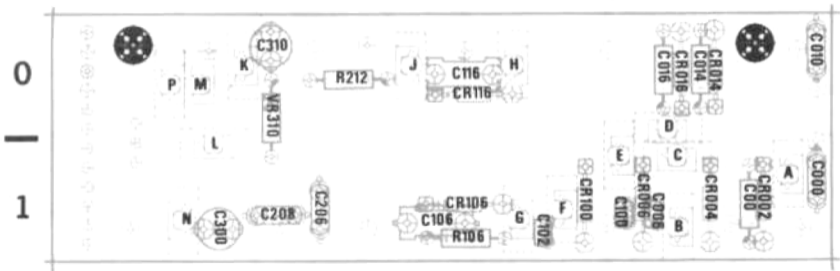 0
P
M
K
C310
VR310
R212
J
C116
CR116
H
C016
CR016
C014
CR014
C010
L
D
E
C
A
C000
1
N
C300
C208
C206
CR106
C106
R106
G
C102
F
CR100
C100
CR006
C006
B
CR004
C00
CR002